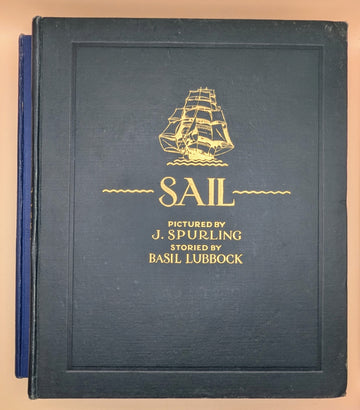 SAIL
PICTURED BY
J. SPURLING
STORIED BY
BASIL LUBBOCK